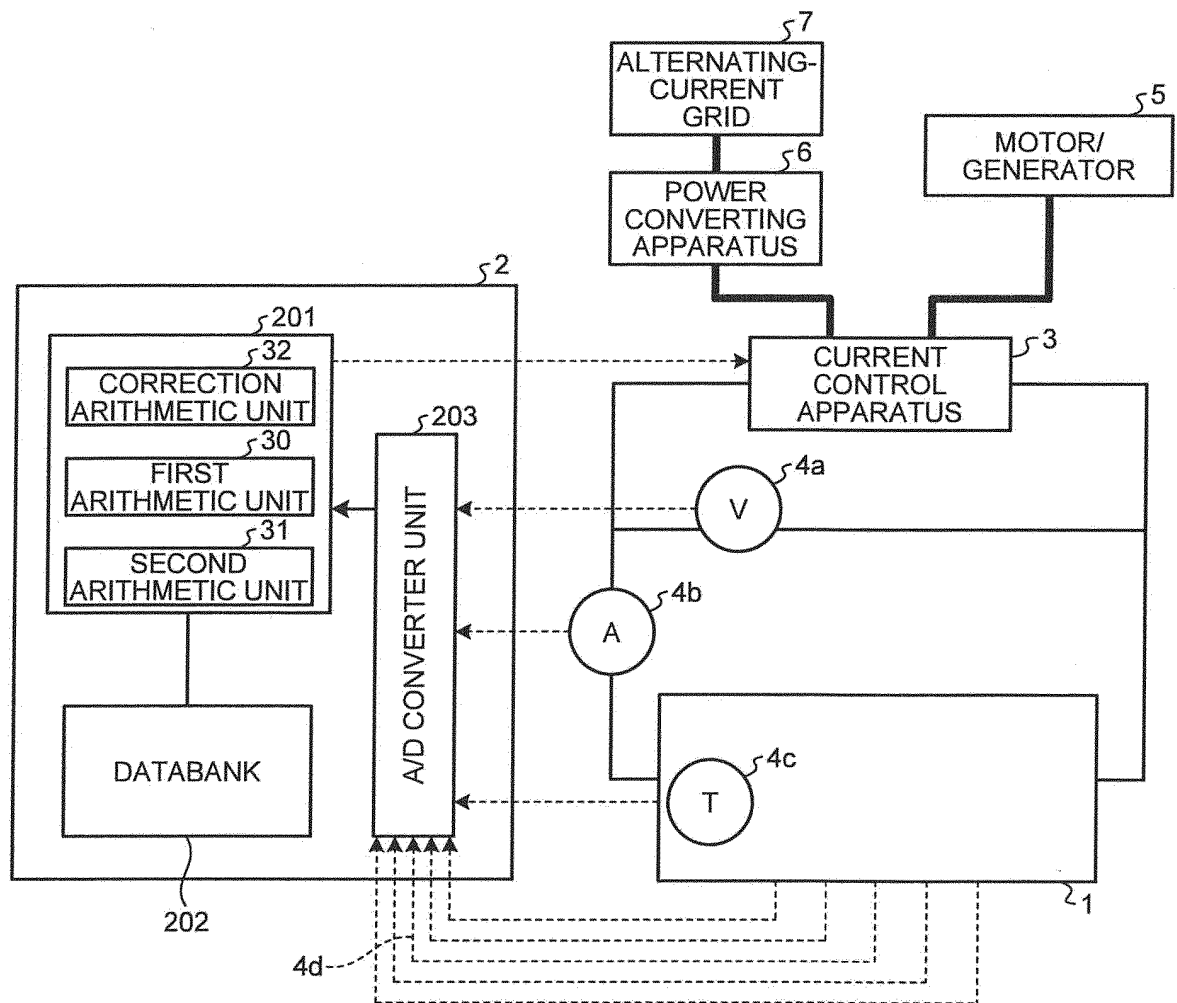 7
ALTERNATING-
CURRENT
GRID
5
MOTOR/
GENERATOR
6
POWER
CONVERTING
APPARATUS
2
201
32
CORRECTION
ARITHMETIC UNIT
30
FIRST
ARITHMETIC UNIT
31
SECOND
ARITHMETIC UNIT
203
A/D CONVERTER UNIT
DATABANK
202
3
CURRENT
CONTROL
APPARATUS
4a
V
4b
A
4c
T
1
4d